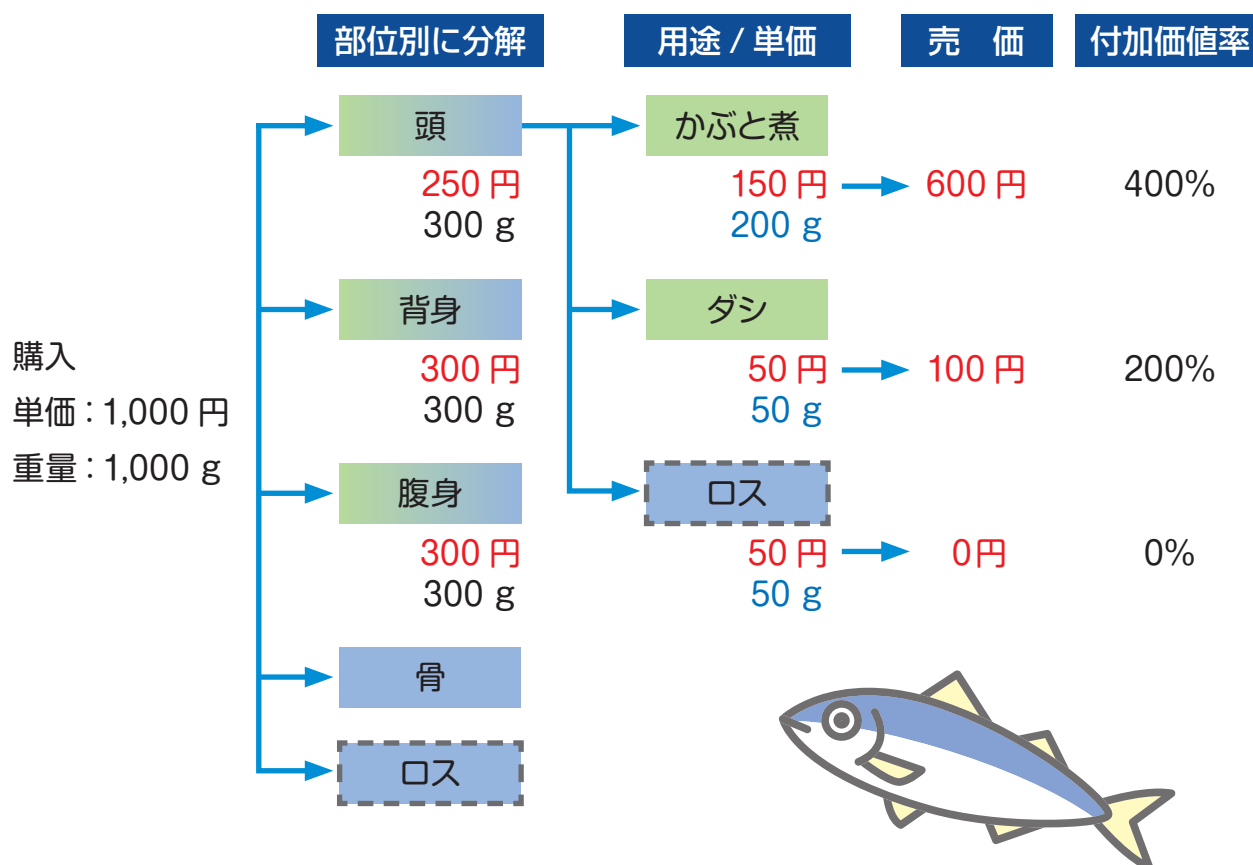 部位別に分解
用途 / 単価
売　価
付加価値率
購入
単価：1,000 円
重量：1,000 g
頭
250 円
300 g
背身
300 円
300 g
腹身
300 円
300 g
骨
ロス
かぶと煮
150 円
200 g
600 円
400%
ダシ
50 円
50 g
100 円
200%
ロス
50 円
50 g
0円
0%